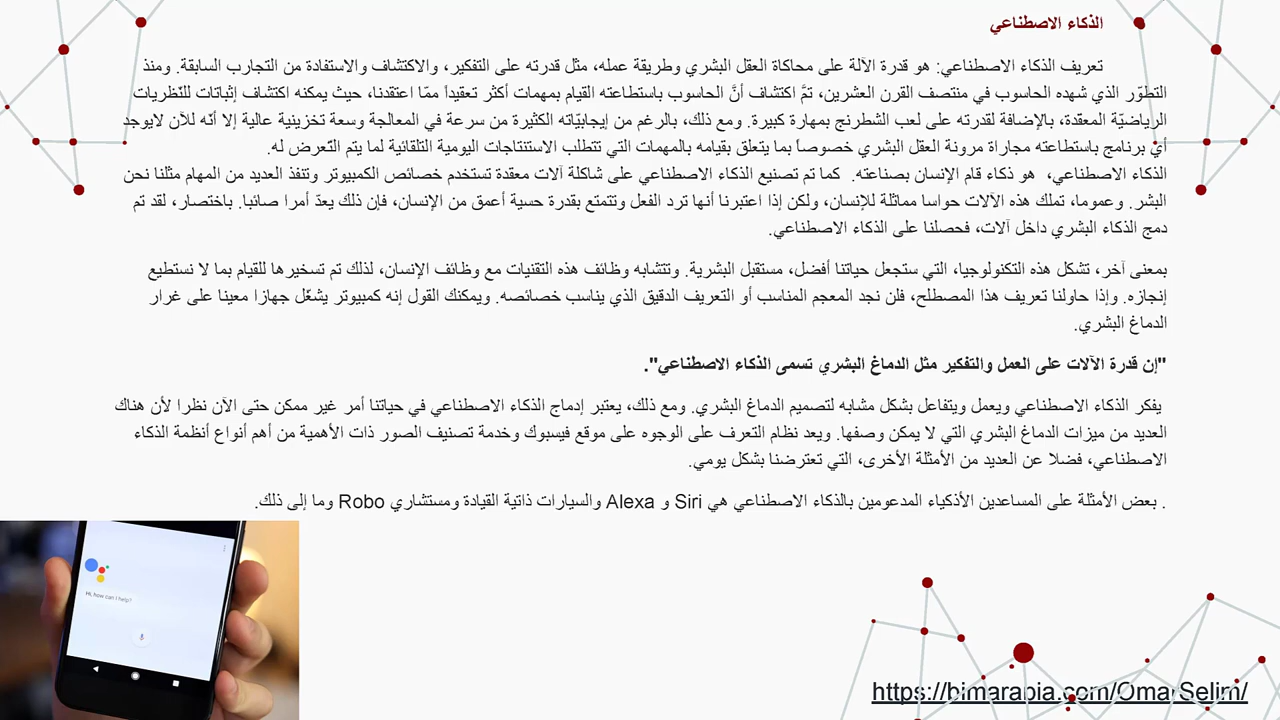 الذكاء الاصطناعي
تعريف الذكاء الاصطناعي: هو قدرة الآلة على محاكاة العقل البشري وطريقة عمله، مثل قدرته على التفكير، والاكتشاف والاستفادة من التجارب السابقة. ومنذ
التطوّر الذي شهده الحاسوب في منتصف القرن العشرين، تمَّ اكتشاف أنَّ الحاسوب باستطاعته القيام بمهمات أكثر تعقيداً ممّا اعتقدنا، حيث يمكنه اكتشاف إثباتات للنّظريات
الرياضيّة المعقدة، بالإضافة لقدرته على لعب الشطرنج بمهارة كبيرة. ومع ذلك، بالرغم من إيجابيّاته الكثيرة من سرعة في المعالجة وسعة تخزينية عالية إلا أنّه للآن لايوجد
أي برنامج باستطاعته مجاراة مرونة العقل البشري خصوصاً بما يتعلق بقيامه بالمهمات التي تتطلب الاستنتاجات اليومية التلقائية لما يتم التّعرض له.
الذكاء الاصطناعي، هو ذكاء قام الإنسان بصناعته. كما تم تصنيع الذكاء الاصطناعي على شاكلة آلات معقدة تستخدم خصائص الكمبيوتر وتنفذ العديد من المهام مثلنا نحن
البشر. وعموما، تملك هذه الآلات حواسا مماثلة للإنسان، ولكن إذا اعتبرنا أنها ترد الفعل وتتمتع بقدرة حسية أعمق من الإنسان، فإن ذلك يعدّ أمرا صائبا. باختصار، لقد تم
دمج الذكاء البشري داخل آلات، فحصلنا على الذكاء الاصطناعي.
بمعنى آخر، تشكل هذه التكنولوجيا، التي ستجعل حياتنا أفضل، مستقبل البشرية. وتتشابه وظائف هذه التقنيات مع وظائف الإنسان، لذلك تم تسخيرها للقيام بما لا نستطيع
إنجازه. وإذا حاولنا تعريف هذا المصطلح، فلن نجد المعجم المناسب أو التعريف الدقيق الذي يناسب خصائصه. ويمكنك القول إنه كمبيوتر يشغّل جهازا معينا على غرار
الدماغ البشري.
"إن قدرة الآلات على العمل والتفكير مثل الدماغ البشري تسمى الذكاء الاصطناعي".
يفكر الذكاء الاصطناعي ويعمل ويتفاعل بشكل مشابه لتصميم الدماغ البشري. ومع ذلك، يعتبر إدماج الذكاء الاصطناعي في حياتنا أمر غير ممكن حتى الآن نظرا لأن هناك
العديد من ميزات الدماغ البشري التي لا يمكن وصفها. ويعد نظام التعرف على الوجوه على موقع فيسبوك وخدمة تصنيف الصور ذات الأهمية من أهم أنواع أنظمة الذكاء
الاصطناعي، فضلا عن العديد من الأمثلة الأخرى، التي تعترضنا بشكل يومي.
. بعض الأمثلة على المساعدين الأذكياء المدعومين بالذكاء الاصطناعي هي Siri و Alexa والسيارات ذاتية القيادة ومستشاري Robo وما إلى ذلك.
Hi, how can I help?
https://bimarabia.com/OmarSelim/